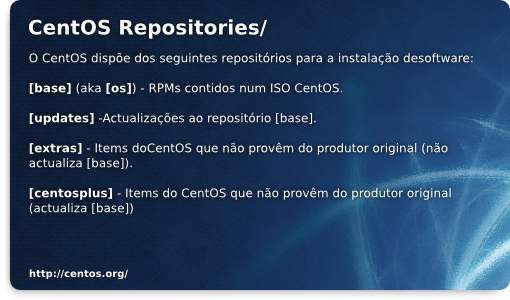 CentOS Repositories/
O CentOS dispõe dos seguintes repositórios para a instalação desoftware:
[base] (aka [os]) - RPMs contidos num ISO CentOS.
[updates] -Actualizações ao repositório [base].
[extras] - Items doCentOS que não provêm do produtor original (não
actualiza [base]).
[centosplus] - Items do CentOS que não provêm do produtor original
(actualiza [base])
http://centos.org/